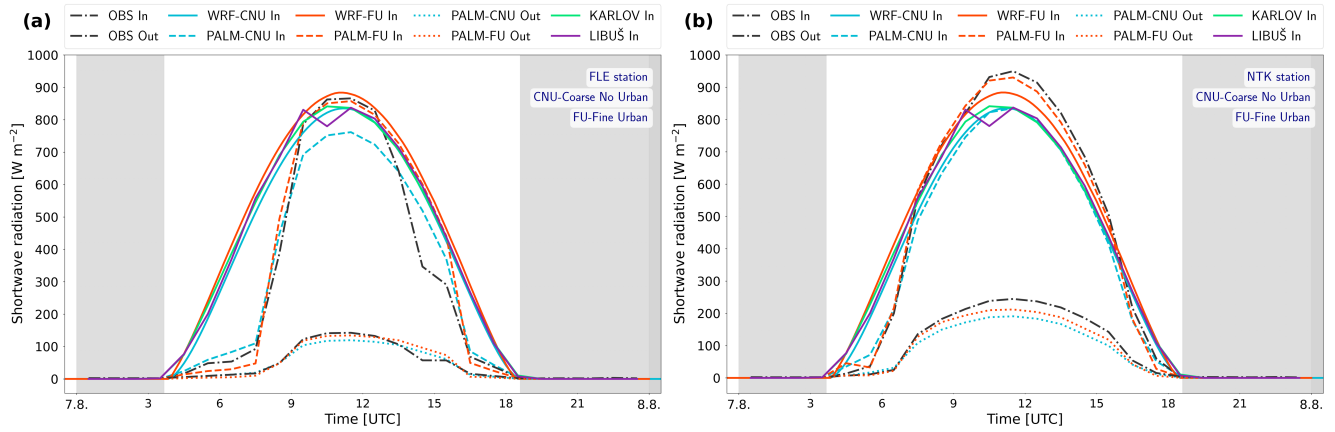 (a)
OBS In WRF-CNU In WRF-FU In PALM-CNU Out KARLOV In
OBS Out PALM-CNU In PALM-FU In PALM-FU Out LIBUŠ In
1000
900
800
700
600
500
400
300
200
100
0
Shortwave radiation [W m⁻²]
FLE station
CNU-Coarse No Urban
FU-Fine Urban
7.8. 3 6 9 12 15 18 21 8.8.
Time [UTC]
(b)
OBS In WRF-CNU In WRF-FU In PALM-CNU Out KARLOV In
OBS Out PALM-CNU In PALM-FU In PALM-FU Out LIBUŠ In
1000
900
800
700
600
500
400
300
200
100
0
Shortwave radiation [W m⁻²]
NTK station
CNU-Coarse No Urban
FU-Fine Urban
7.8. 3 6 9 12 15 18 21 8.8.
Time [UTC]